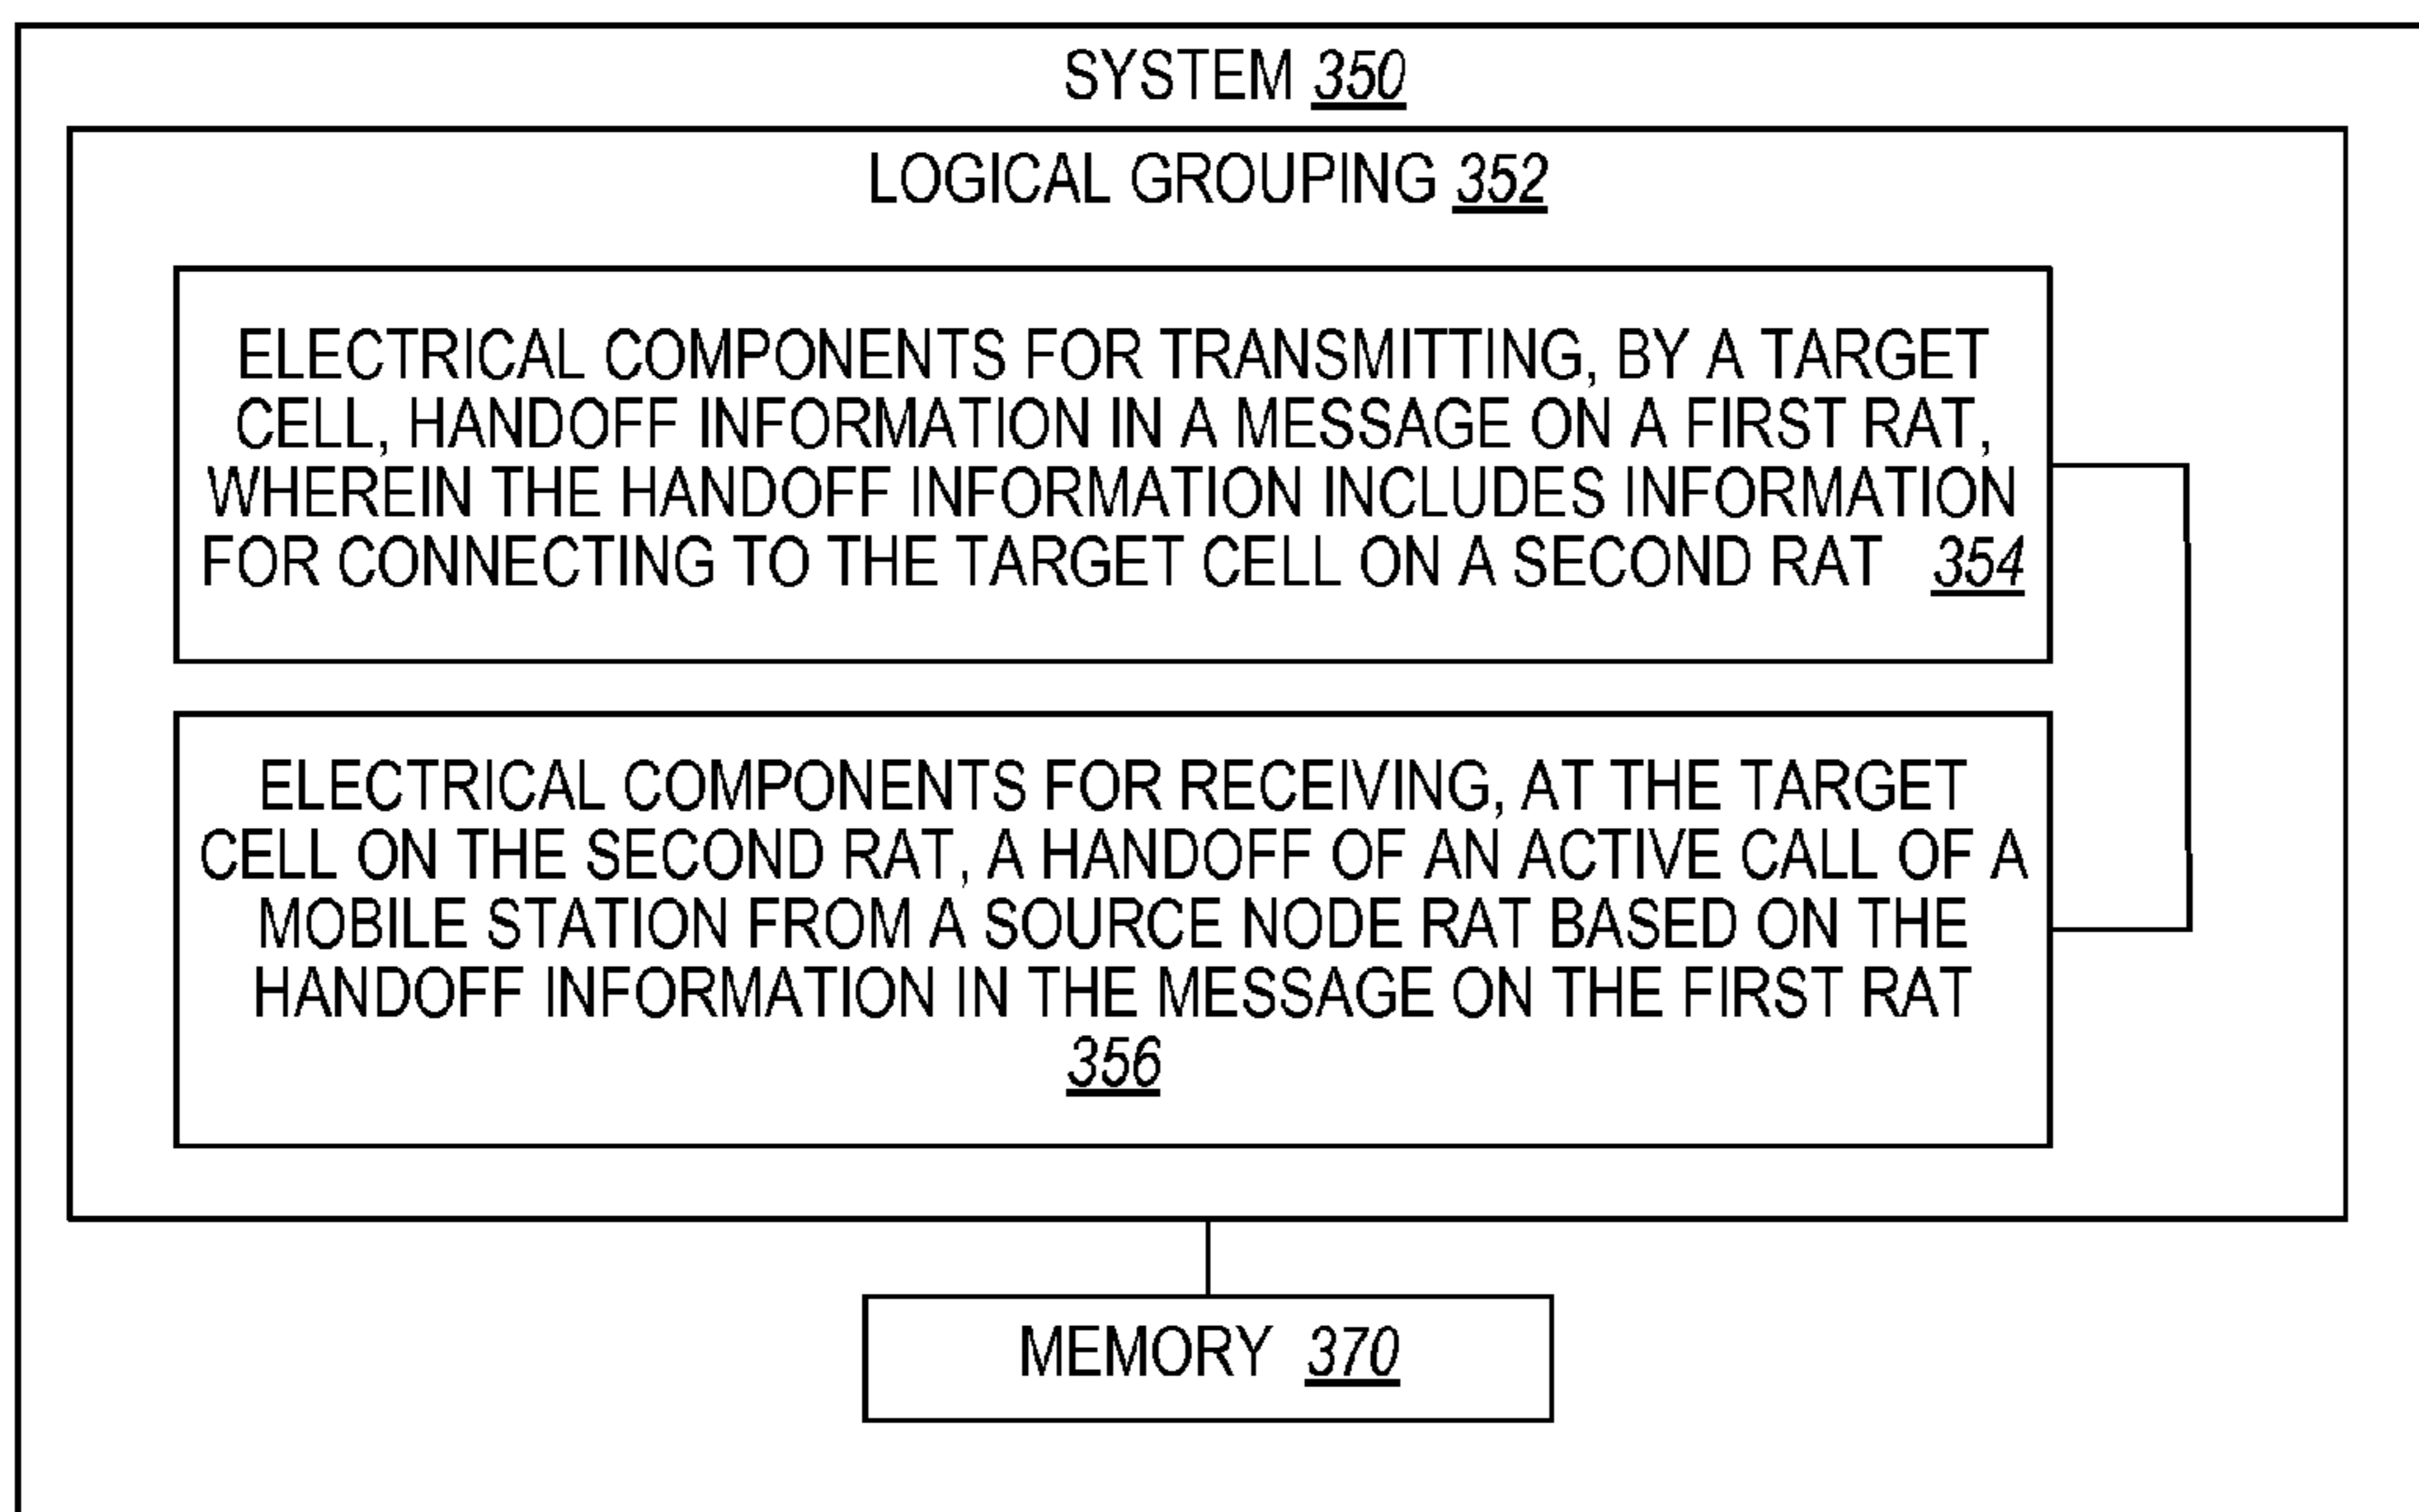 SYSTEM 350
LOGICAL GROUPING 352
ELECTRICAL COMPONENTS FOR TRANSMITTING, BY A TARGET
CELL, HANDOFF INFORMATION IN A MESSAGE ON A FIRST RAT,
WHEREIN THE HANDOFF INFORMATION INCLUDES INFORMATION
FOR CONNECTING TO THE TARGET CELL ON A SECOND RAT 354
ELECTRICAL COMPONENTS FOR RECEIVING, AT THE TARGET
CELL ON THE SECOND RAT, A HANDOFF OF AN ACTIVE CALL OF A
MOBILE STATION FROM A SOURCE NODE RAT BASED ON THE
HANDOFF INFORMATION IN THE MESSAGE ON THE FIRST RAT
356
MEMORY 370